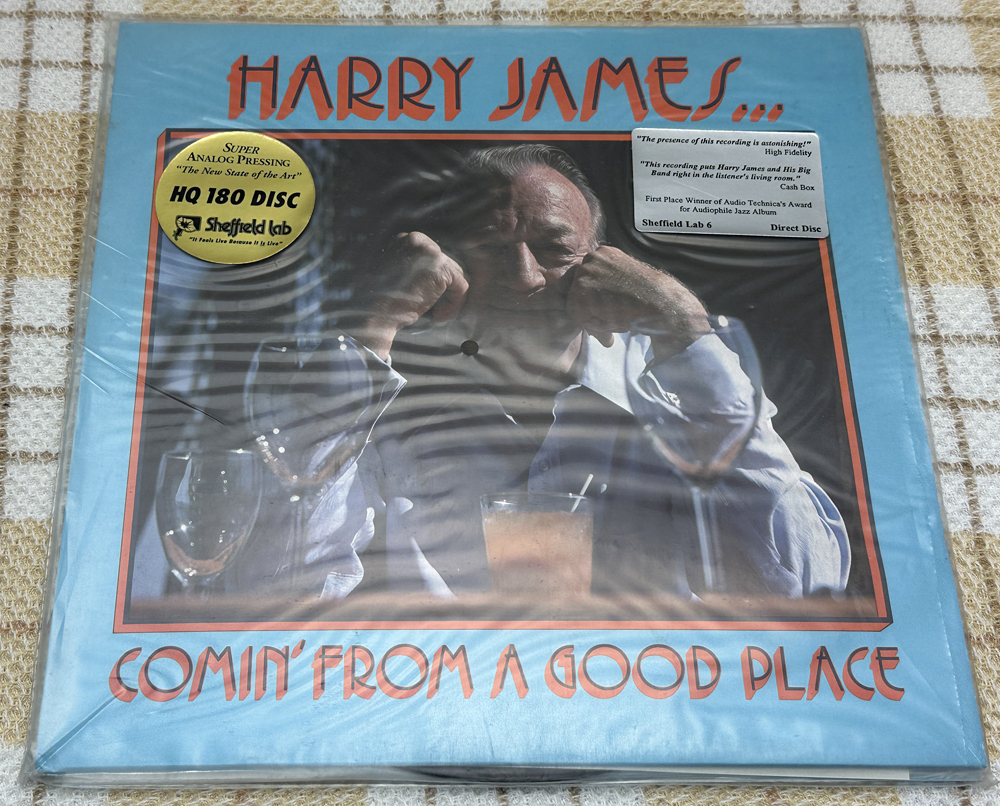 HARRY JAMES...
SUPER
ANALOG PRESSING
"The New State of the Art"
HQ 180 DISC
Sheffield Lab
"It Feels Live Because It Is Live"
"The presence of this recording is astonishing!"
High Fidelity
"This recording puts Harry James and His Big
Band right in the listener's living room."
Cash Box
First Place Winner of Audio Technica's Award
for Audiophile Jazz Album
Sheffield Lab 6 Direct Disc
COMIN' FROM A GOOD PLACE